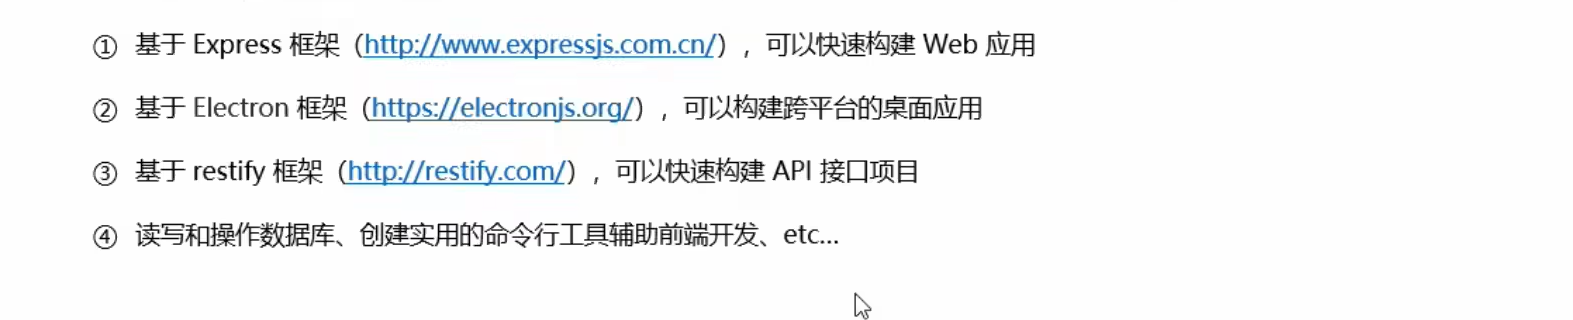 ① 基于 Express 框架（http://www.expressjs.com.cn/），可以快速构建 Web 应用
② 基于 Electron 框架（https://electronjs.org/），可以构建跨平台的桌面应用
③ 基于 restify 框架（http://restify.com/），可以快速构建 API 接口项目
④ 读写和操作数据库、创建实用的命令行工具辅助前端开发、etc...